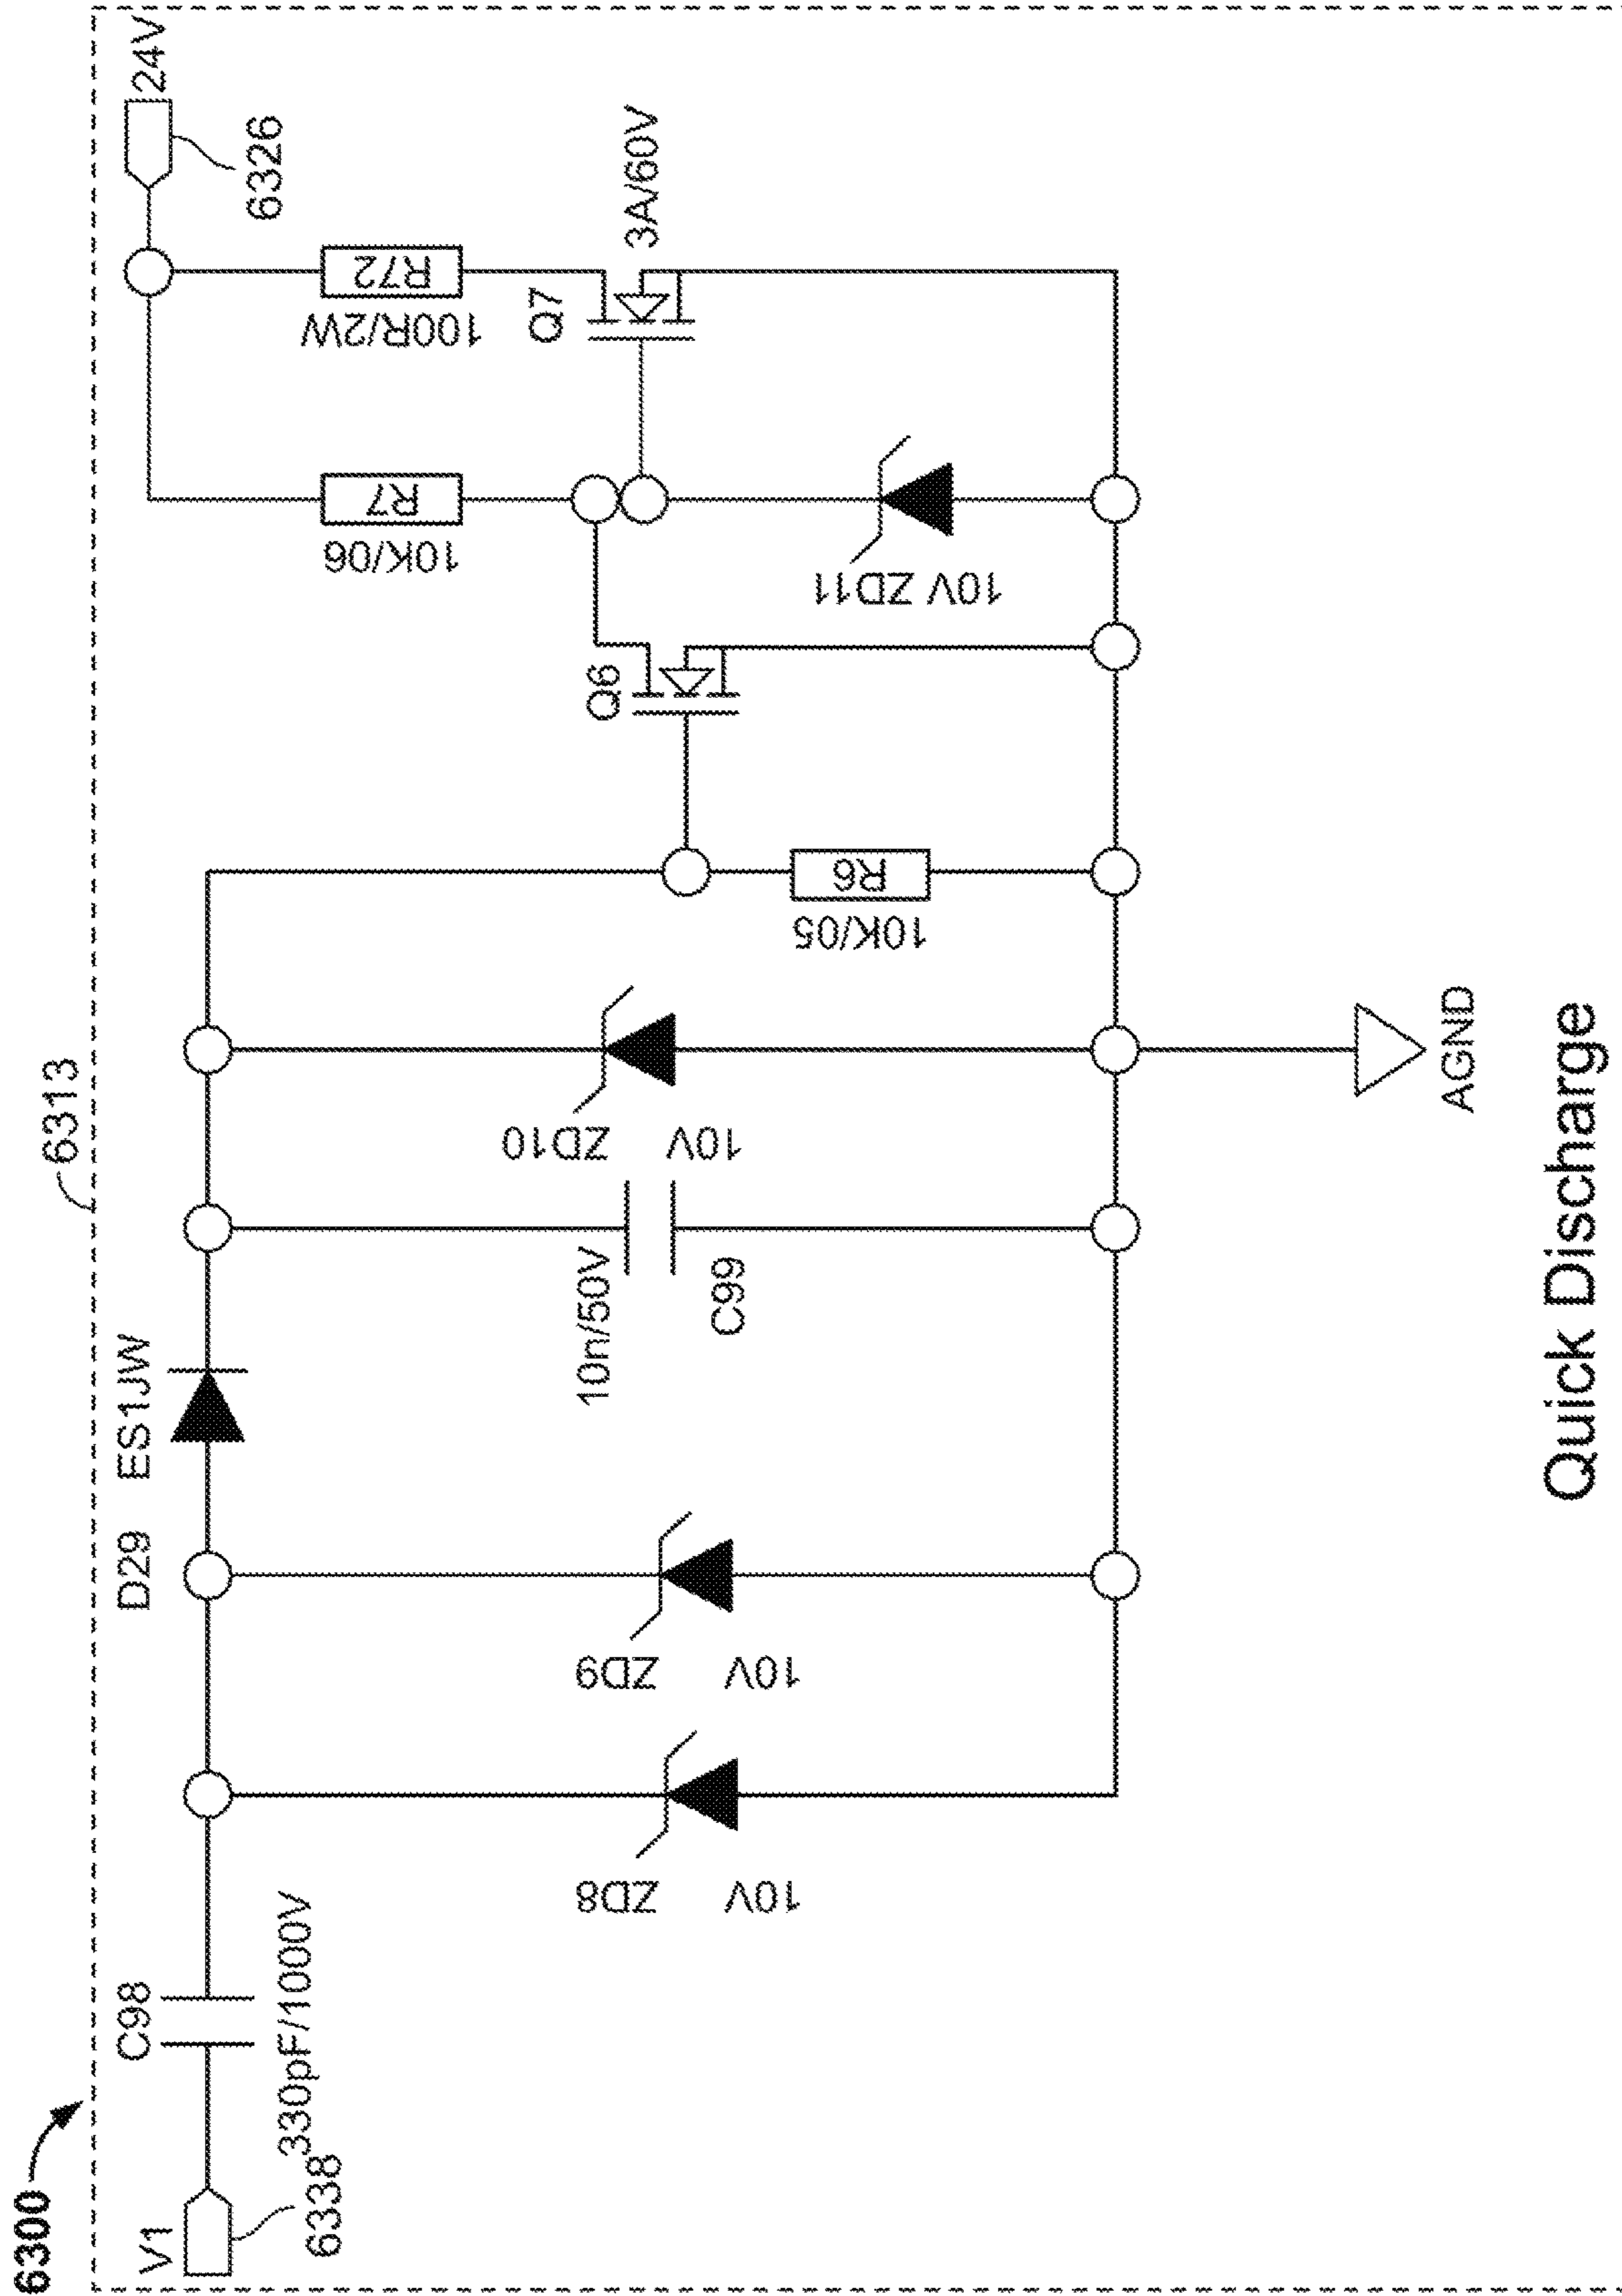 6300
6313
V1
6338
C98
330pF/1000V
D29 ES1JW
ZD8
10V
ZD9
10V
10n/50V
C99
ZD10
10V
R6
10K/05
Q6
R7
10K/06
10V ZD11
R72
100R/2W
Q7
3A/60V
24V
6326
AGND
Quick Discharge